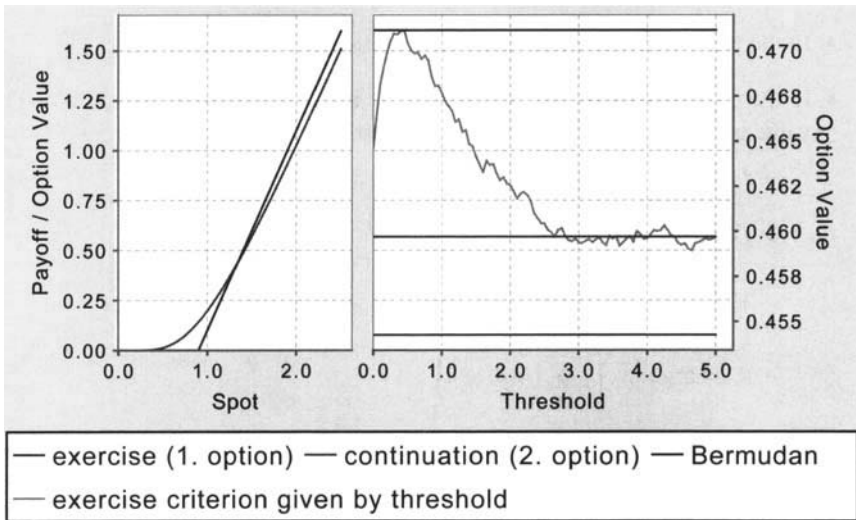 1.50
1.25
1.00
0.75
0.50
0.25
0.00
Payoff / Option Value
0.0 1.0 2.0
Spot
0.470
0.468
0.465
0.462
0.460
0.458
0.455
Option Value
0.0 1.0 2.0 3.0 4.0 5.0
Threshold
exercise (1. option) continuation (2. option) Bermudan
exercise criterion given by threshold